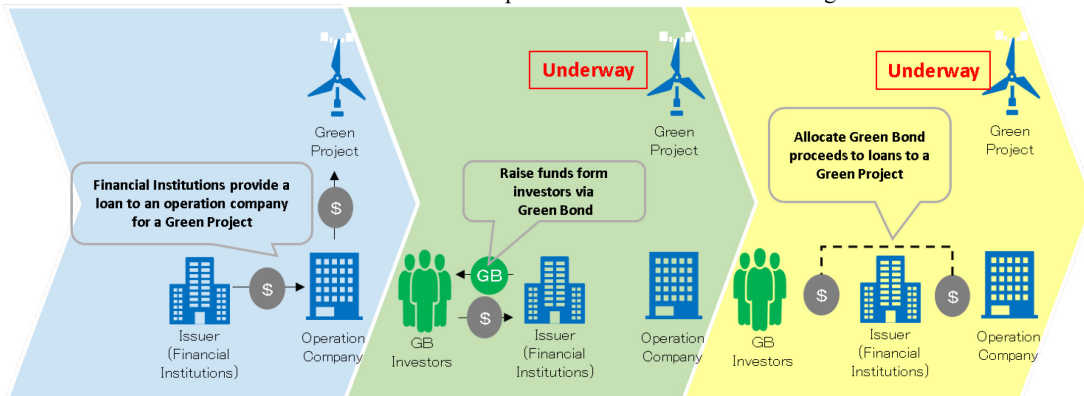 Green
Project
Financial Institutions provide a
loan to an operation company
for a Green Project
$
$
Issuer
(Financial
Institutions)
Operation
Company
Underway
Green
Project
Raise funds form
investors via
Green Bond
GB
$
GB
Investors
Issuer
(Financial
Institutions)
Operation
Company
Underway
Green
Project
Allocate Green Bond
proceeds to loans to a
Green Project
$
$
GB
Investors
Issuer
(Financial
Institutions)
Operation
Company